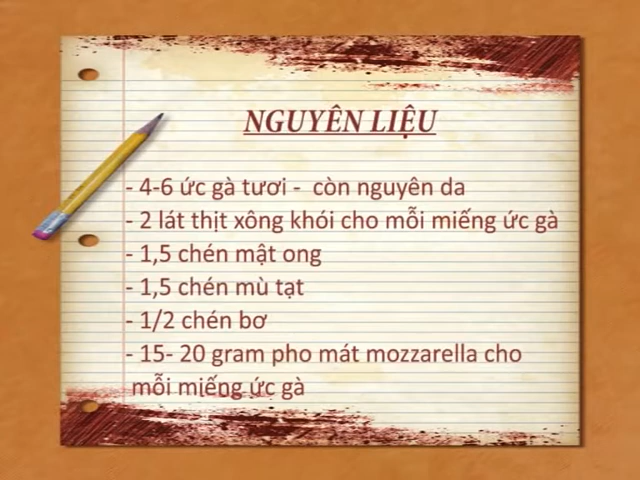 NGUYÊN LIỆU
- 4-6 ức gà tươi - còn nguyên da
- 2 lát thịt xông khói cho mỗi miếng ức gà
- 1,5 chén mật ong
- 1,5 chén mù tạt
- 1/2 chén bơ
- 15- 20 gram pho mát mozzarella cho
mỗi miếng ức gà